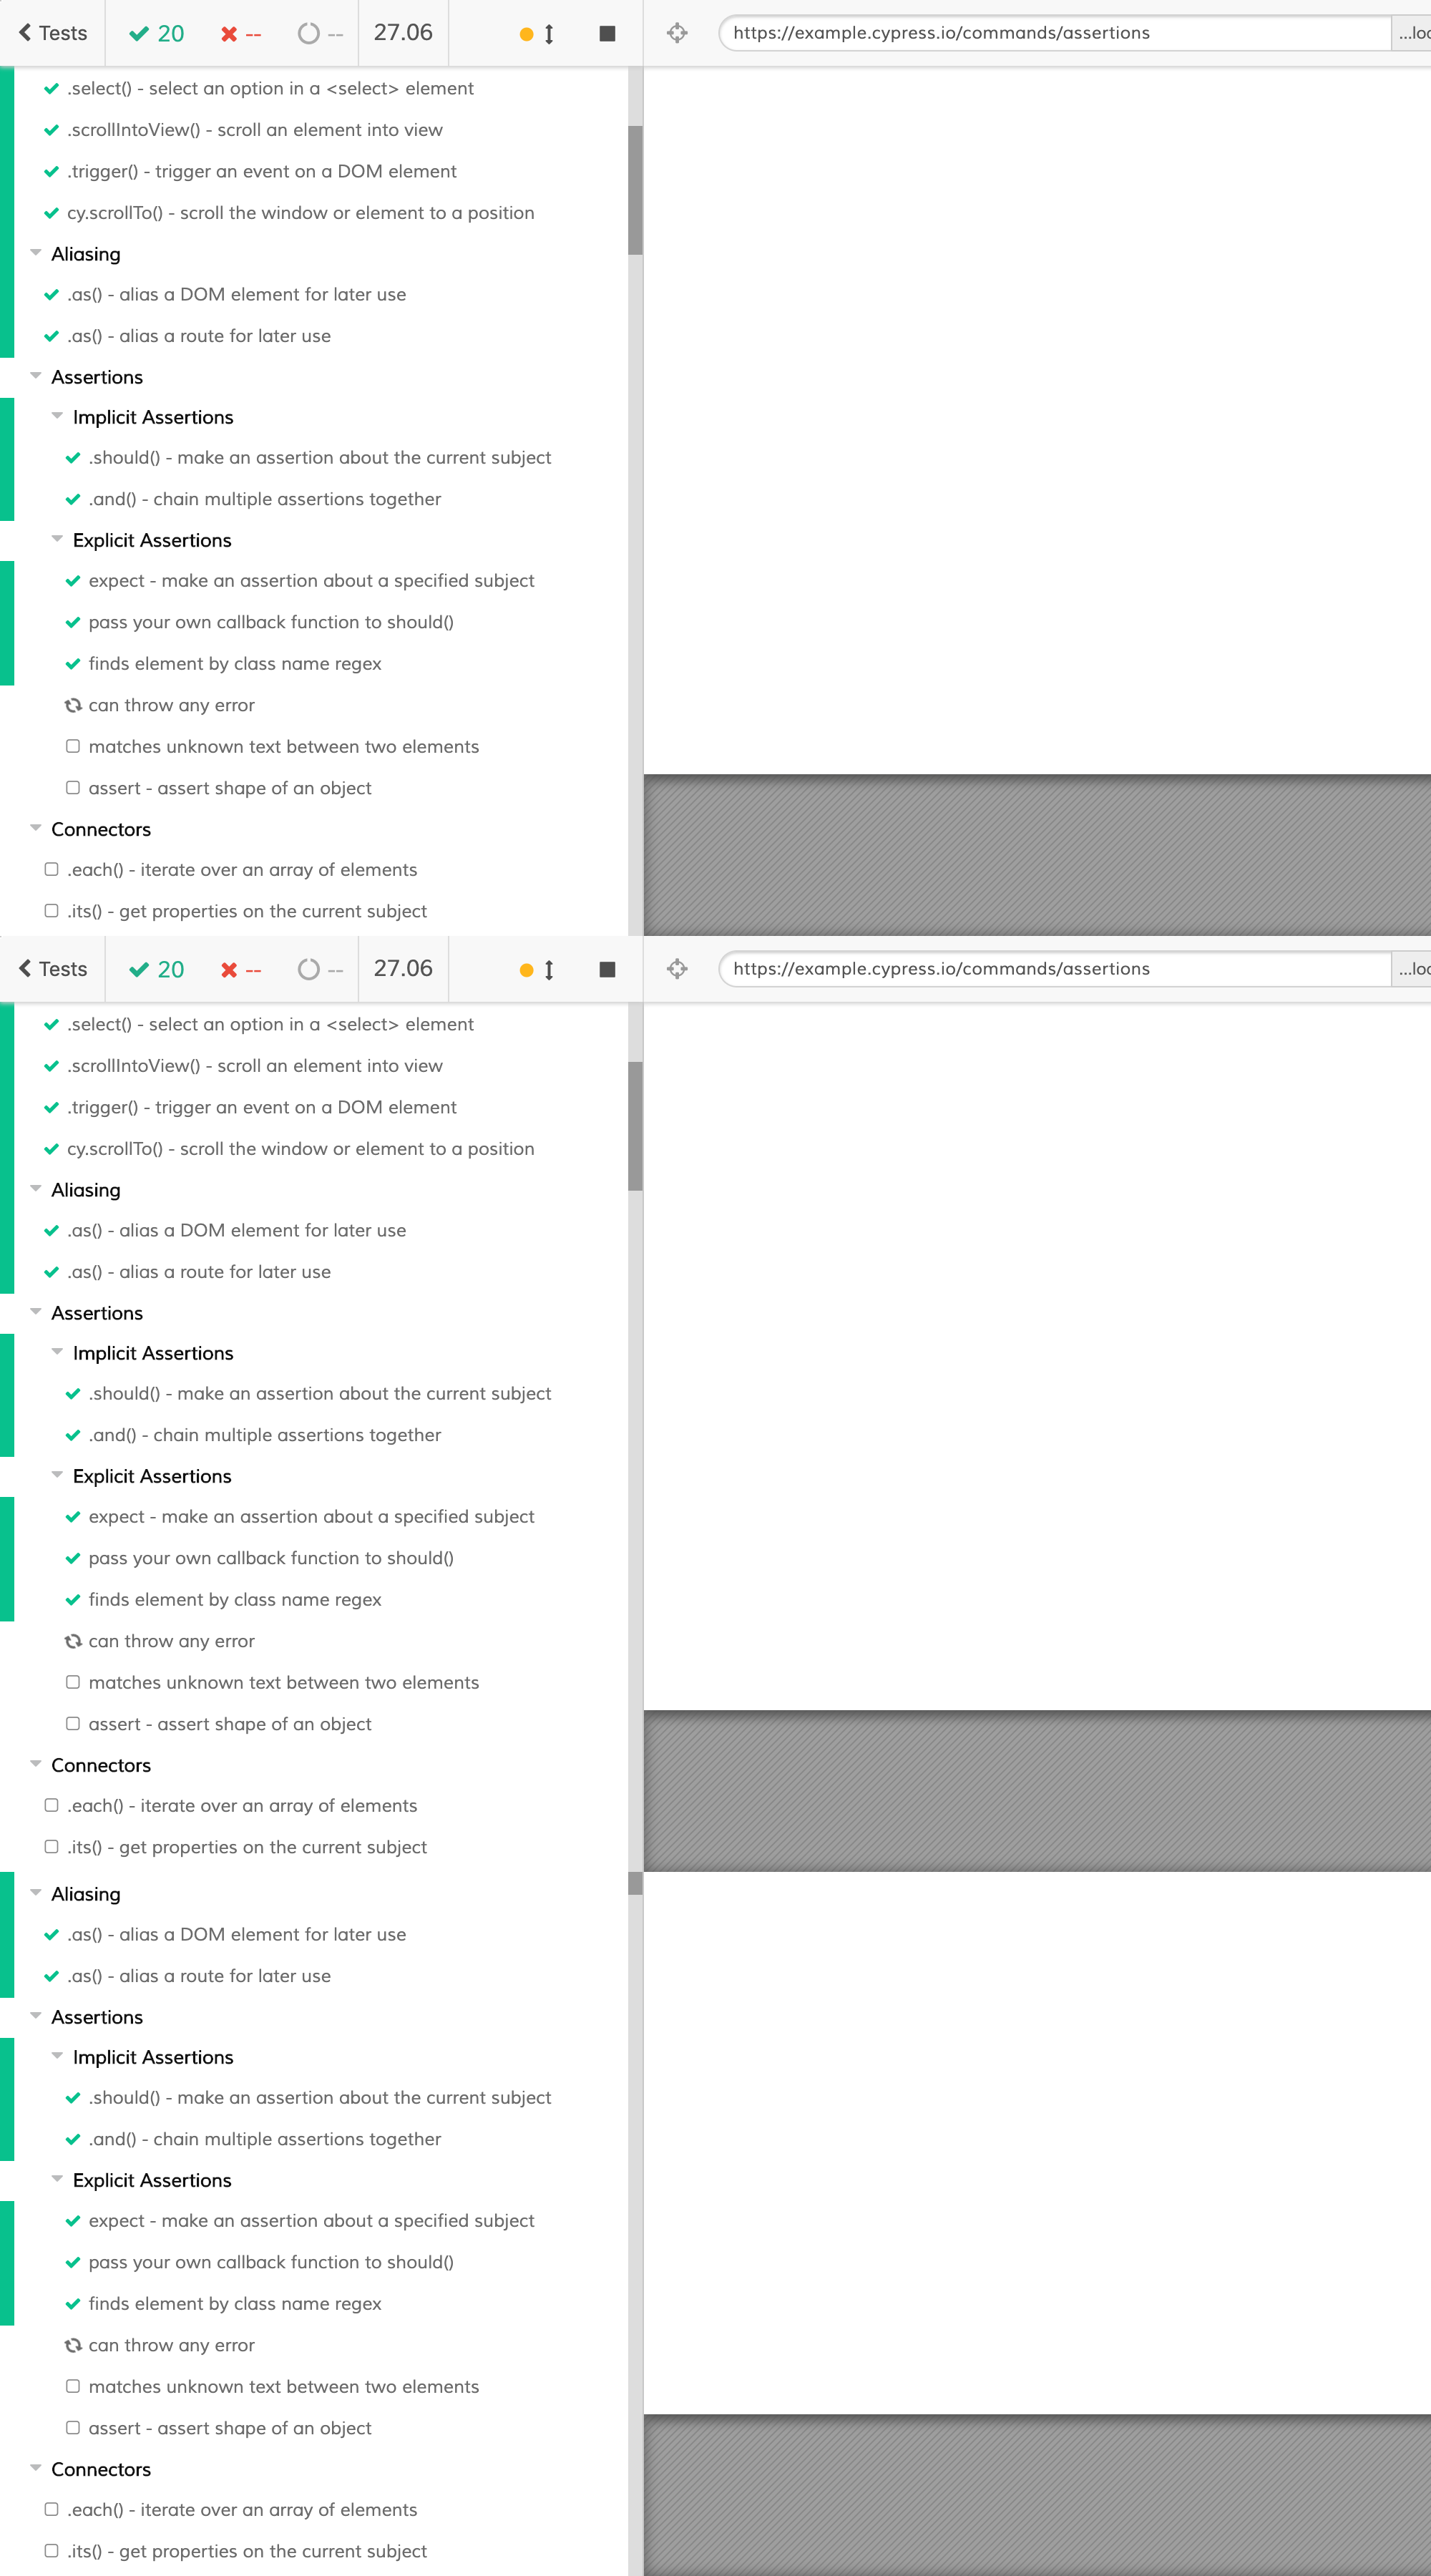 Tests 20 -- -- 27.06 https://example.cypress.io/commands/assertions ...loc
.select() - select an option in a <select> element
.scrollIntoView() - scroll an element into view
.trigger() - trigger an event on a DOM element
cy.scrollTo() - scroll the window or element to a position
Aliasing
.as() - alias a DOM element for later use
.as() - alias a route for later use
Assertions
Implicit Assertions
.should() - make an assertion about the current subject
.and() - chain multiple assertions together
Explicit Assertions
expect - make an assertion about a specified subject
pass your own callback function to should()
finds element by class name regex
can throw any error
matches unknown text between two elements
assert - assert shape of an object
Connectors
.each() - iterate over an array of elements
.its() - get properties on the current subject
Tests 20 -- -- 27.06 https://example.cypress.io/commands/assertions ...loc
.select() - select an option in a <select> element
.scrollIntoView() - scroll an element into view
.trigger() - trigger an event on a DOM element
cy.scrollTo() - scroll the window or element to a position
Aliasing
.as() - alias a DOM element for later use
.as() - alias a route for later use
Assertions
Implicit Assertions
.should() - make an assertion about the current subject
.and() - chain multiple assertions together
Explicit Assertions
expect - make an assertion about a specified subject
pass your own callback function to should()
finds element by class name regex
can throw any error
matches unknown text between two elements
assert - assert shape of an object
Connectors
.each() - iterate over an array of elements
.its() - get properties on the current subject
Aliasing
.as() - alias a DOM element for later use
.as() - alias a route for later use
Assertions
Implicit Assertions
.should() - make an assertion about the current subject
.and() - chain multiple assertions together
Explicit Assertions
expect - make an assertion about a specified subject
pass your own callback function to should()
finds element by class name regex
can throw any error
matches unknown text between two elements
assert - assert shape of an object
Connectors
.each() - iterate over an array of elements
.its() - get properties on the current subject